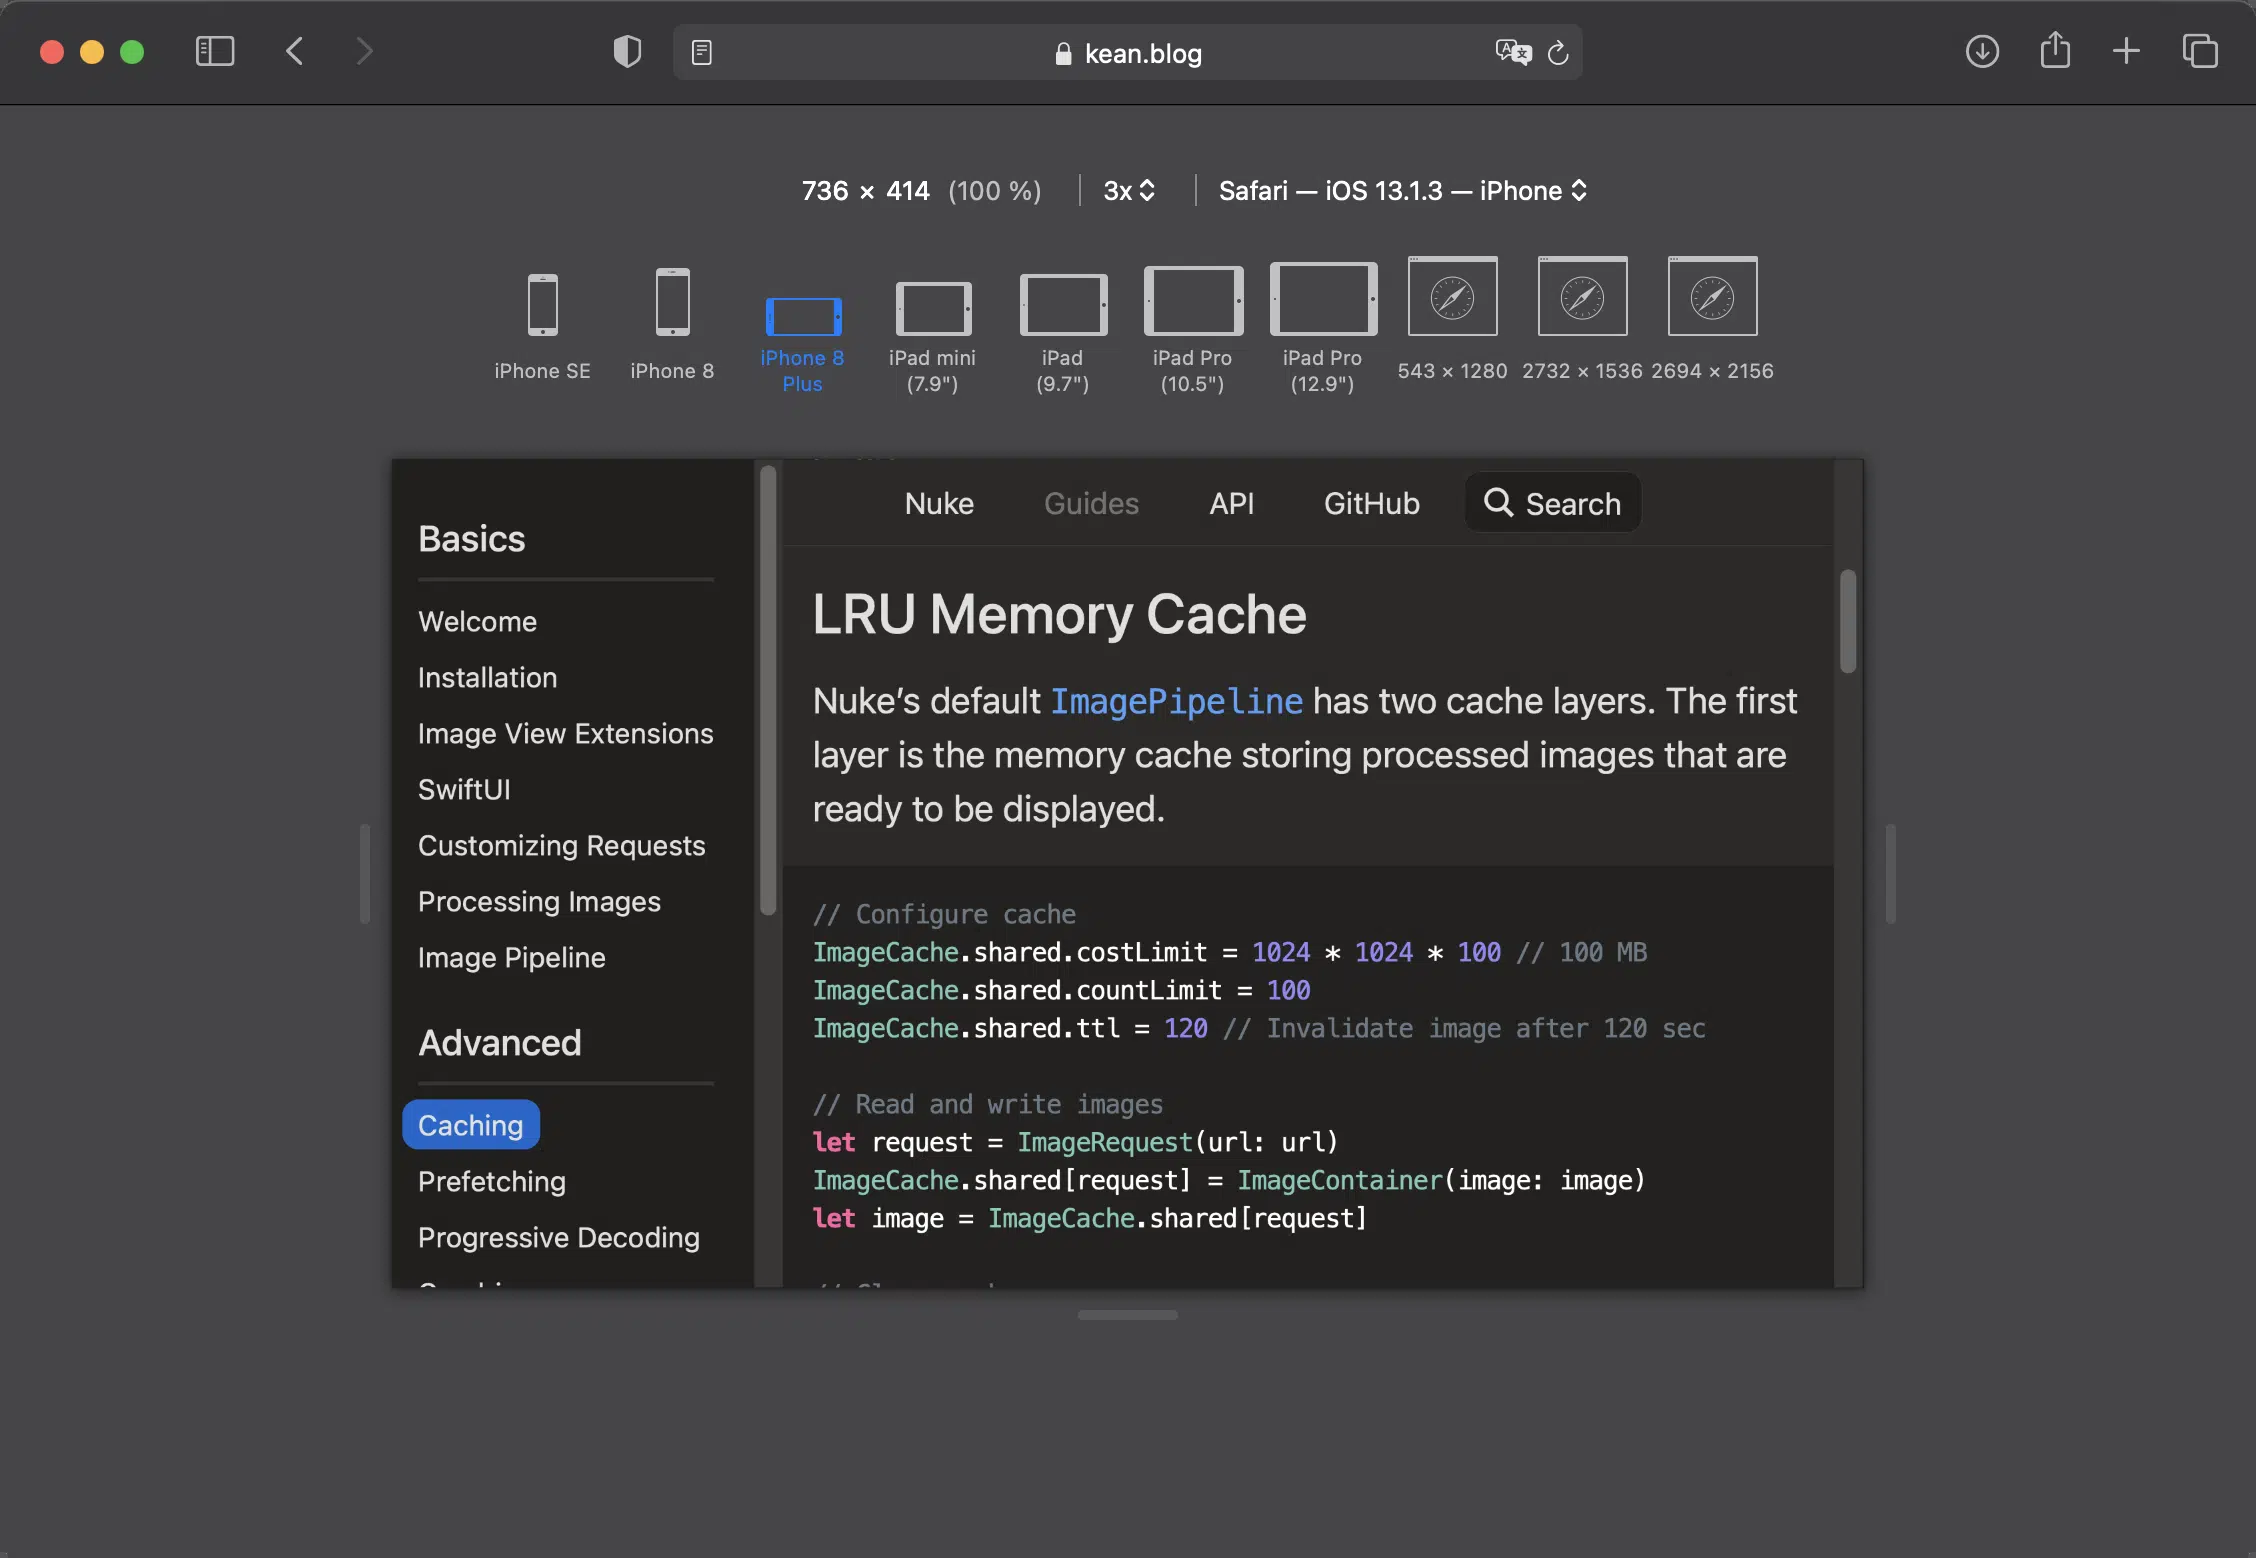 kean.blog
736 × 414 (100 %) 3x Safari — iOS 13.1.3 — iPhone
iPhone SE
iPhone 8
iPhone 8
Plus
iPad mini
(7.9")
iPad
(9.7")
iPad Pro
(10.5")
iPad Pro
(12.9")
543 × 1280
2732 × 1536
2694 × 2156
Basics
Welcome
Installation
Image View Extensions
SwiftUI
Customizing Requests
Processing Images
Image Pipeline
Advanced
Caching
Prefetching
Progressive Decoding
Nuke Guides API GitHub Search
LRU Memory Cache
Nuke’s default ImagePipeline has two cache layers. The first
layer is the memory cache storing processed images that are
ready to be displayed.
// Configure cache
ImageCache.shared.costLimit = 1024 * 1024 * 100 // 100 MB
ImageCache.shared.countLimit = 100
ImageCache.shared.ttl = 120 // Invalidate image after 120 sec
// Read and write images
let request = ImageRequest(url: url)
ImageCache.shared[request] = ImageContainer(image: image)
let image = ImageCache.shared[request]